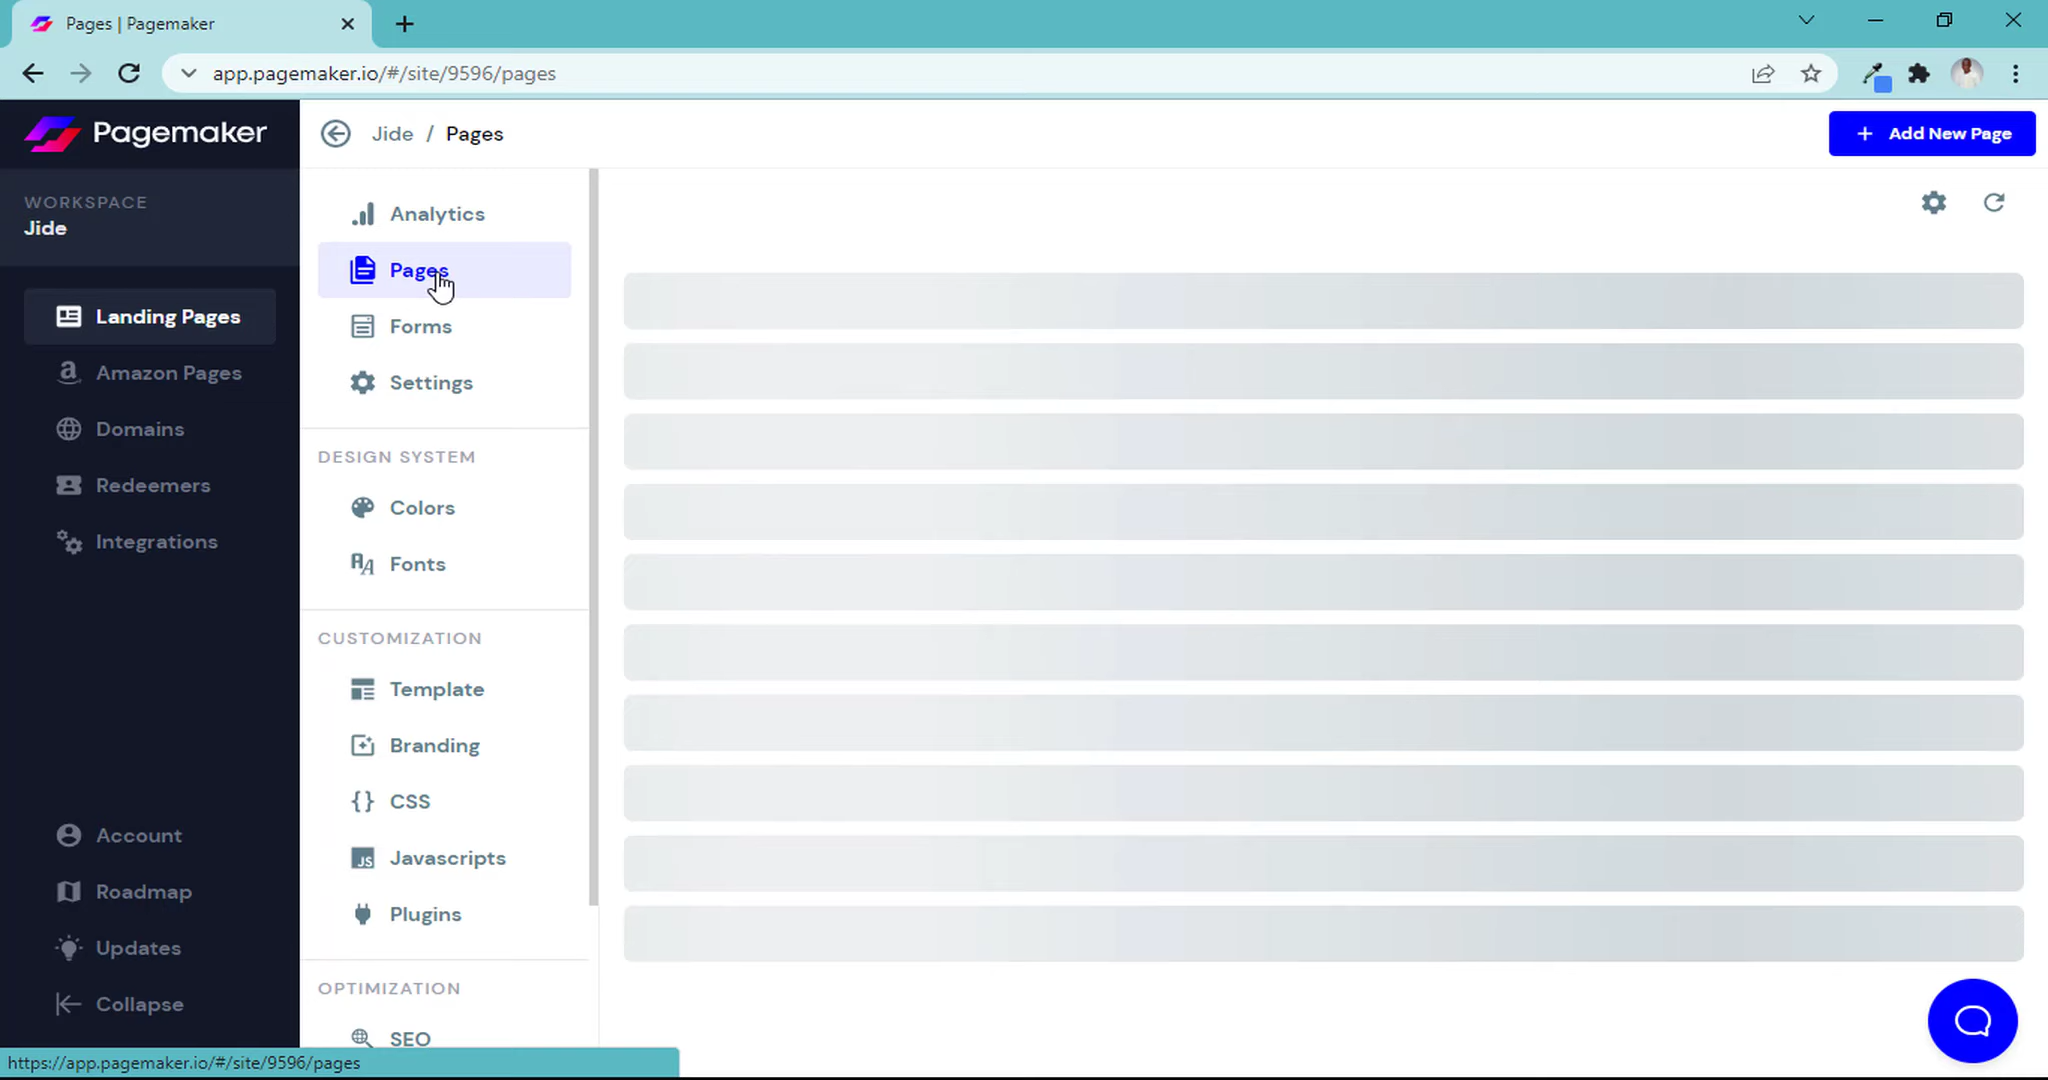 Pages | Pagemaker
app.pagemaker.io/#/site/9596/pages
Pagemaker
Jide / Pages
+ Add New Page
WORKSPACE
Jide
Landing Pages
Amazon Pages
Domains
Redeemers
Integrations
Account
Roadmap
Updates
Collapse
Analytics
Pages
Forms
Settings
DESIGN SYSTEM
Colors
Fonts
CUSTOMIZATION
Template
Branding
CSS
Javascripts
Plugins
OPTIMIZATION
SEO
https://app.pagemaker.io/#/site/9596/pages